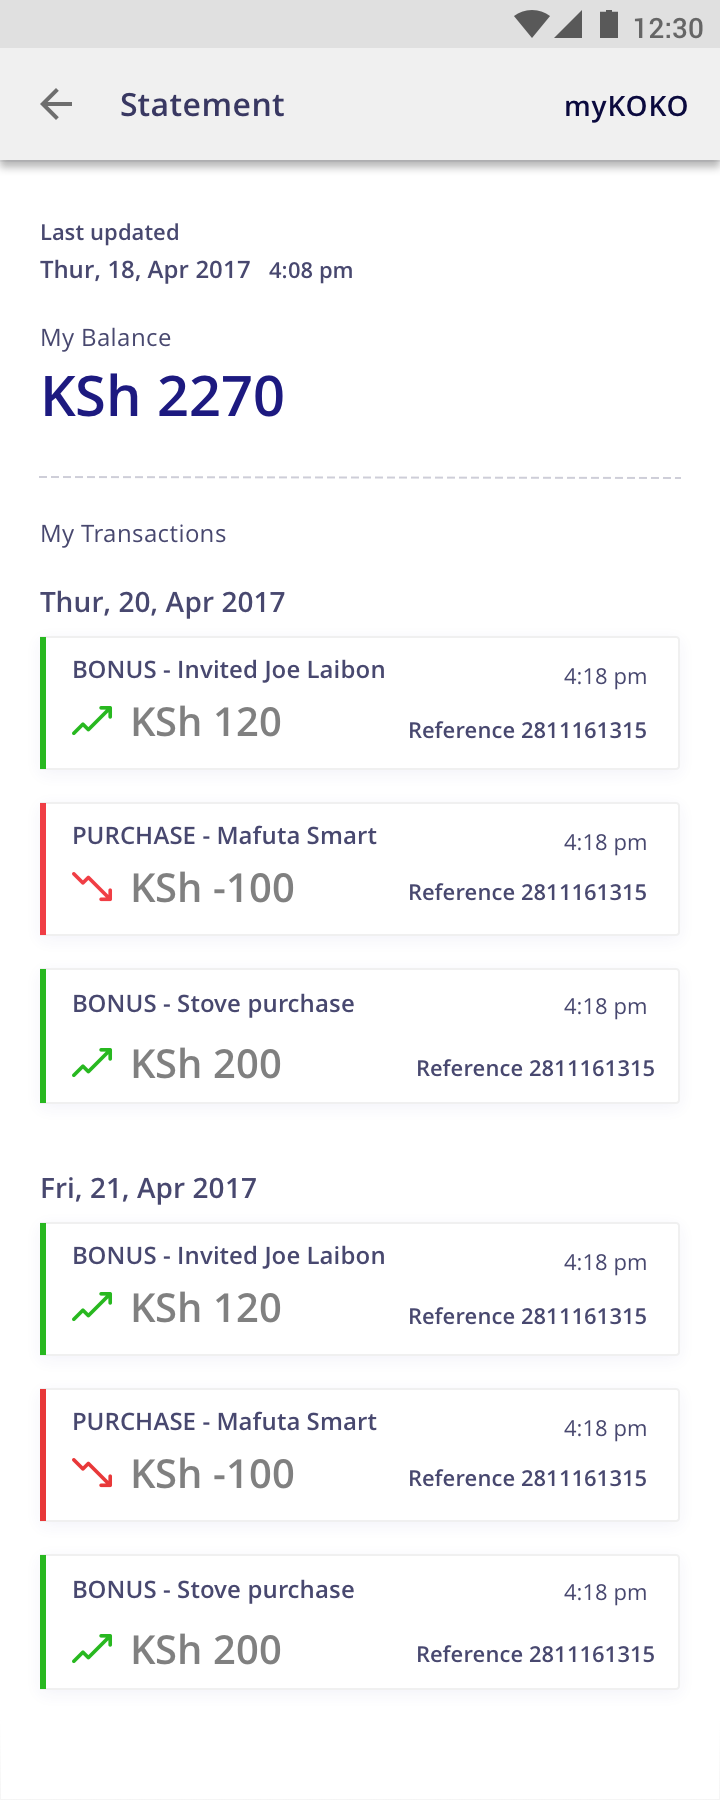 12:30
Statement
myKOKO
Last updated
Thur, 18, Apr 2017 4:08 pm
My Balance
KSh 2270
My Transactions
Thur, 20, Apr 2017
BONUS - Invited Joe Laibon
4:18 pm
KSh 120
Reference 2811161315
PURCHASE - Mafuta Smart
4:18 pm
KSh -100
Reference 2811161315
BONUS - Stove purchase
4:18 pm
KSh 200
Reference 2811161315
Fri, 21, Apr 2017
BONUS - Invited Joe Laibon
4:18 pm
KSh 120
Reference 2811161315
PURCHASE - Mafuta Smart
4:18 pm
KSh -100
Reference 2811161315
BONUS - Stove purchase
4:18 pm
KSh 200
Reference 2811161315